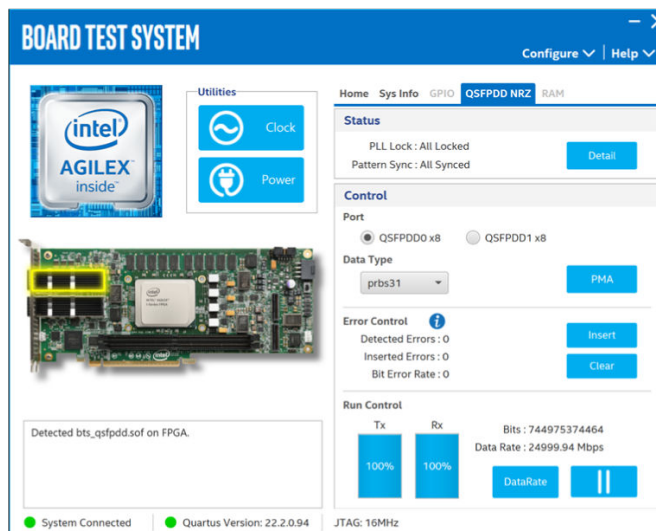 BOARD TEST SYSTEM
Configure Help
Utilities
Clock
Power
intel
AGILEX
inside
Home Sys Info GPIO QSFPDD NRZ RAM
Status
PLL Lock : All Locked
Pattern Sync : All Synced
Detail
Control
Port
QSFPDD0 x8 QSFPDD1 x8
Data Type
prbs31
PMA
Error Control
Detected Errors : 0
Insert
Inserted Errors : 0
Bit Error Rate : 0
Clear
Run Control
Tx Rx
100% 100%
Bits : 744975374464
Data Rate : 24999.94 Mbps
DataRate
Detected bts_qsfpdd.sof on FPGA.
System Connected Quartus Version: 22.2.0.94 JTAG: 16MHz